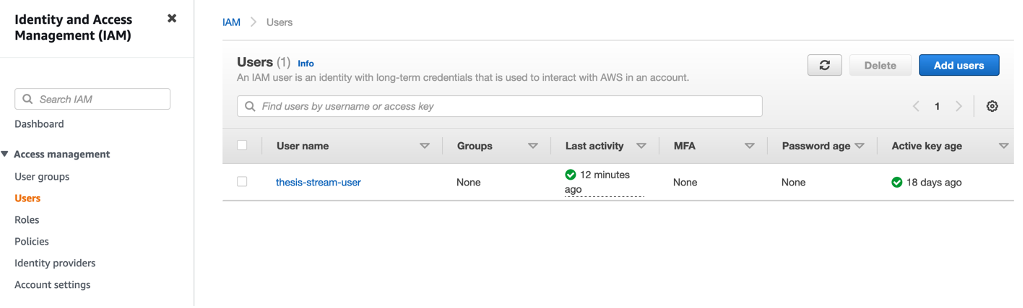 Identity and Access
Management (IAM)
Search IAM
Dashboard
Access management
User groups
Users
Roles
Policies
Identity providers
Account settings
IAM > Users
Users (1) Info
An IAM user is an identity with long-term credentials that is used to interact with AWS in an account.
Delete
Add users
Find users by username or access key
1
User name Groups Last activity MFA Password age Active key age
thesis-stream-user None 12 minutes ago None None 18 days ago